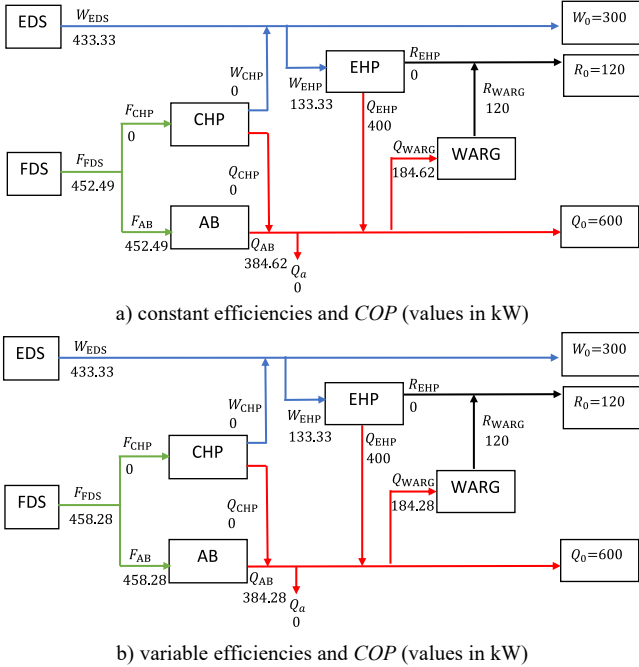 EDS
W_EDS
433.33
W_0=300
R_0=120
EHP
R_EHP
0
W_EHP
133.33
W_CHP
0
Q_EHP
400
R_WARG
120
F_CHP
0
CHP
FDS
F_FDS
452.49
Q_CHP
0
Q_WARG
184.62
WARG
F_AB
452.49
AB
Q_AB
384.62
Q_a
0
Q_0=600
a) constant efficiencies and COP (values in kW)
EDS
W_EDS
433.33
W_0=300
R_0=120
EHP
R_EHP
0
W_EHP
133.33
W_CHP
0
Q_EHP
400
R_WARG
120
F_CHP
0
CHP
FDS
F_FDS
458.28
Q_CHP
0
Q_WARG
184.28
WARG
F_AB
458.28
AB
Q_AB
384.28
Q_a
0
Q_0=600
b) variable efficiencies and COP (values in kW)